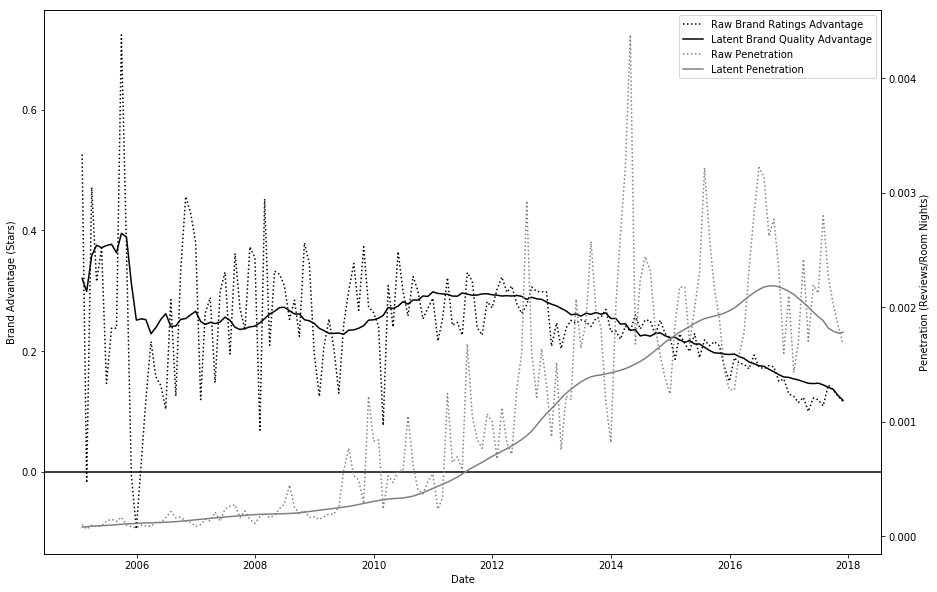 Raw Brand Ratings Advantage
Latent Brand Quality Advantage
Raw Penetration
Latent Penetration
0.6
0.4
0.2
0.0
Brand Advantage (Stars)
0.004
0.003
0.002
0.001
0.000
Penetration (Reviews/Room Nights)
2006 2008 2010 2012 2014 2016 2018
Date